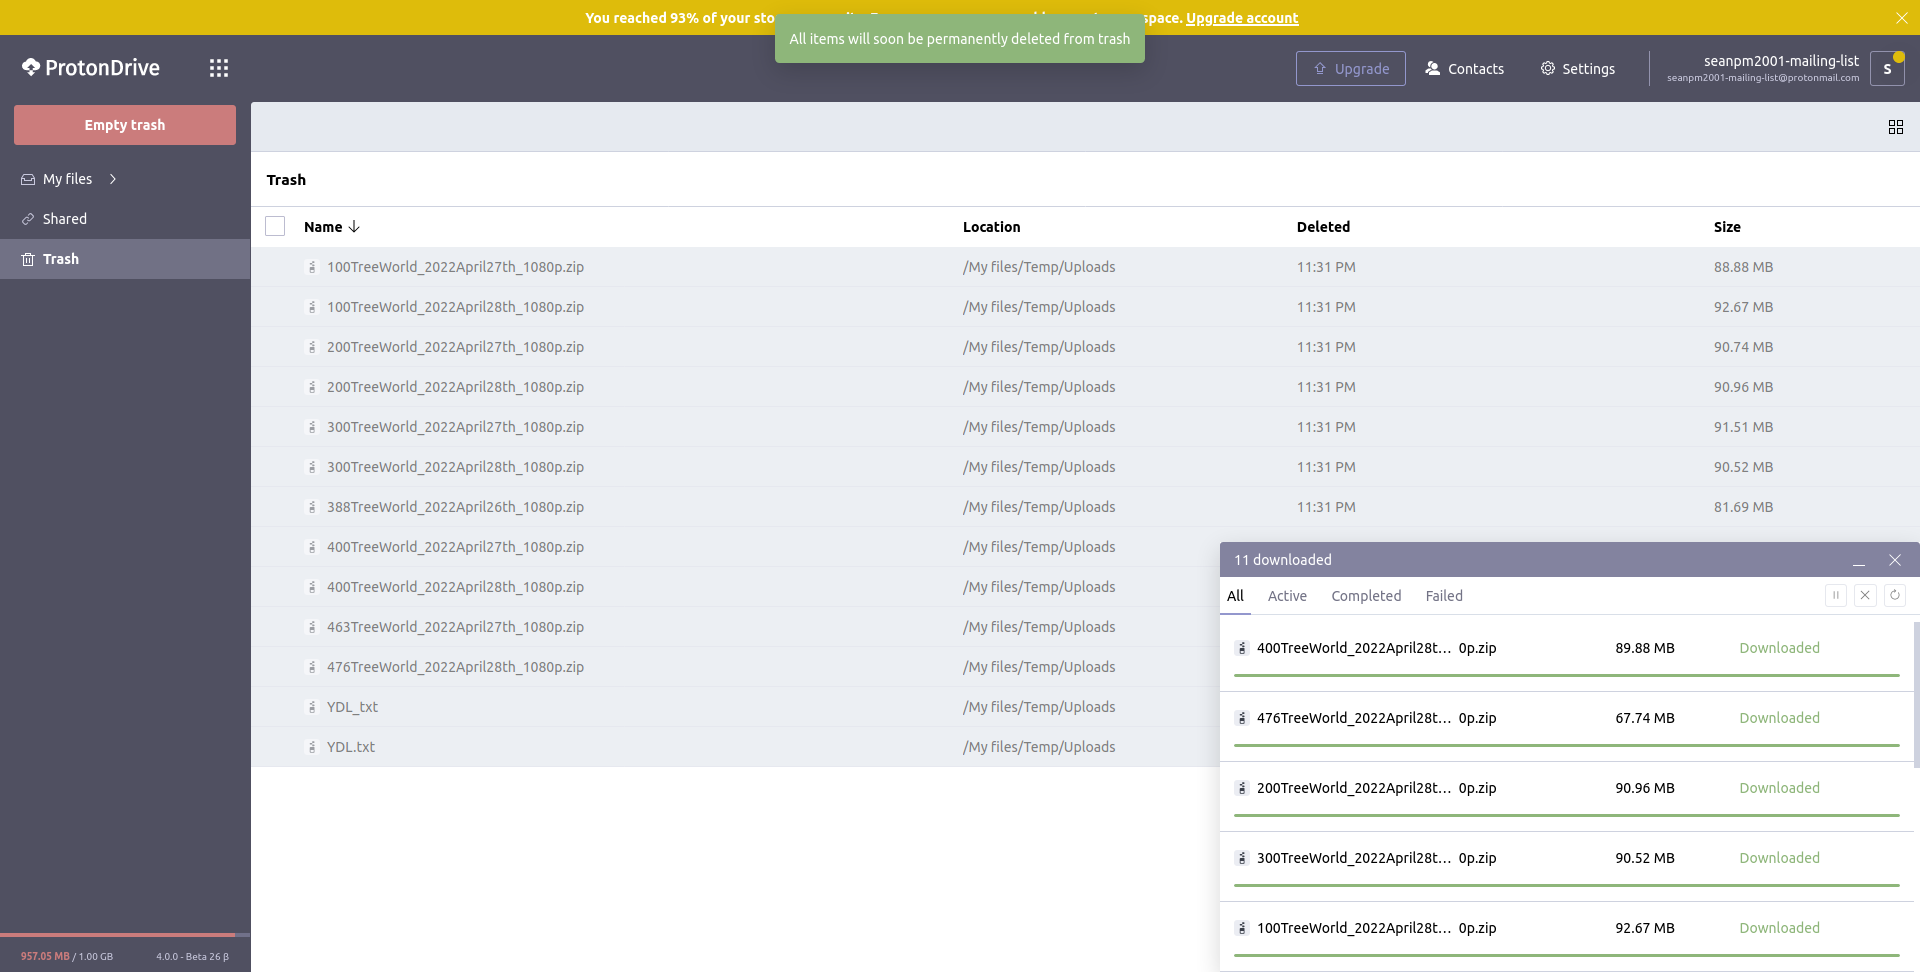 You reached 93% of your sto space. Upgrade account
All items will soon be permanently deleted from trash
ProtonDrive
Upgrade
Contacts
Settings
seanpm2001-mailing-list
seanpm2001-mailing-list@protonmail.com
S
Empty trash
My files
Shared
Trash
Trash
Name Location Deleted Size
100TreeWorld_2022April27th_1080p.zip /My files/Temp/Uploads 11:31 PM 88.88 MB
100TreeWorld_2022April28th_1080p.zip /My files/Temp/Uploads 11:31 PM 92.67 MB
200TreeWorld_2022April27th_1080p.zip /My files/Temp/Uploads 11:31 PM 90.74 MB
200TreeWorld_2022April28th_1080p.zip /My files/Temp/Uploads 11:31 PM 90.96 MB
300TreeWorld_2022April27th_1080p.zip /My files/Temp/Uploads 11:31 PM 91.51 MB
300TreeWorld_2022April28th_1080p.zip /My files/Temp/Uploads 11:31 PM 90.52 MB
388TreeWorld_2022April26th_1080p.zip /My files/Temp/Uploads 11:31 PM 81.69 MB
400TreeWorld_2022April27th_1080p.zip /My files/Temp/Uploads
400TreeWorld_2022April28th_1080p.zip /My files/Temp/Uploads
463TreeWorld_2022April27th_1080p.zip /My files/Temp/Uploads
476TreeWorld_2022April28th_1080p.zip /My files/Temp/Uploads
YDL_txt /My files/Temp/Uploads
YDL.txt /My files/Temp/Uploads
11 downloaded
All Active Completed Failed
400TreeWorld_2022April28t... 0p.zip 89.88 MB Downloaded
476TreeWorld_2022April28t... 0p.zip 67.74 MB Downloaded
200TreeWorld_2022April28t... 0p.zip 90.96 MB Downloaded
300TreeWorld_2022April28t... 0p.zip 90.52 MB Downloaded
100TreeWorld_2022April28t... 0p.zip 92.67 MB Downloaded
957.05 MB / 1.00 GB 4.0.0 - Beta 26 β